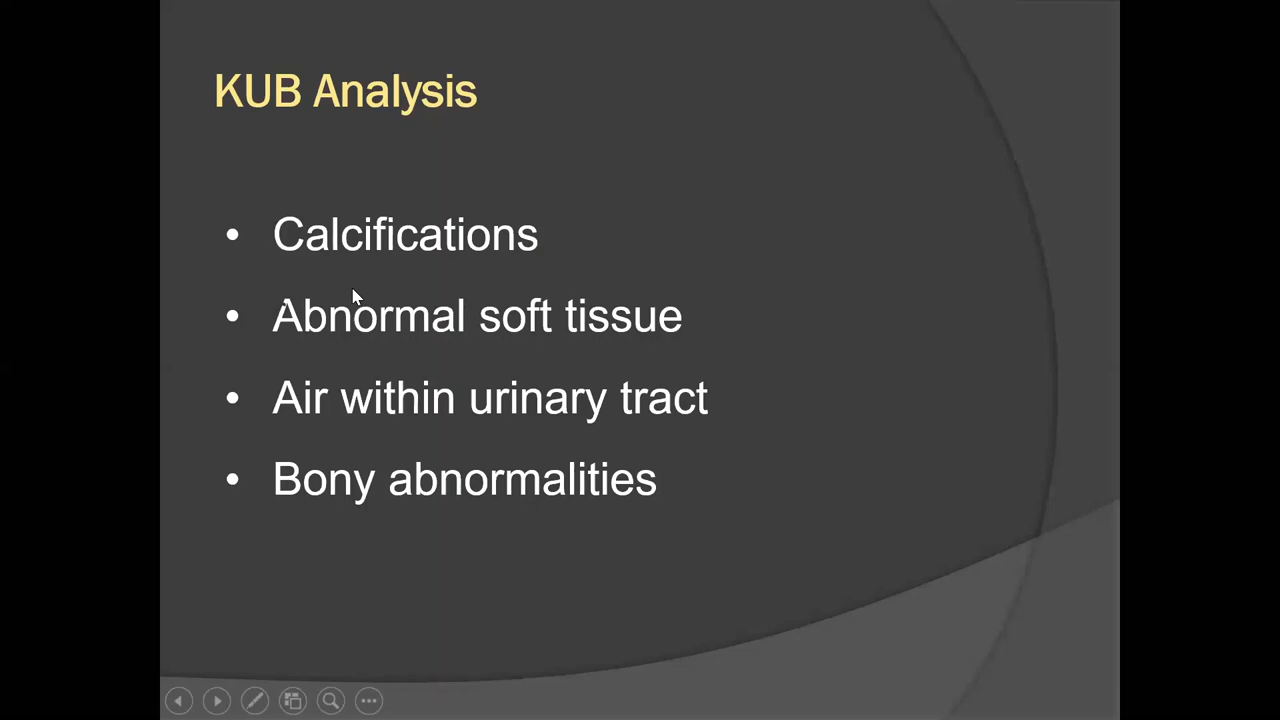 KUB Analysis
• Calcifications
• Abnormal soft tissue
• Air within urinary tract
• Bony abnormalities